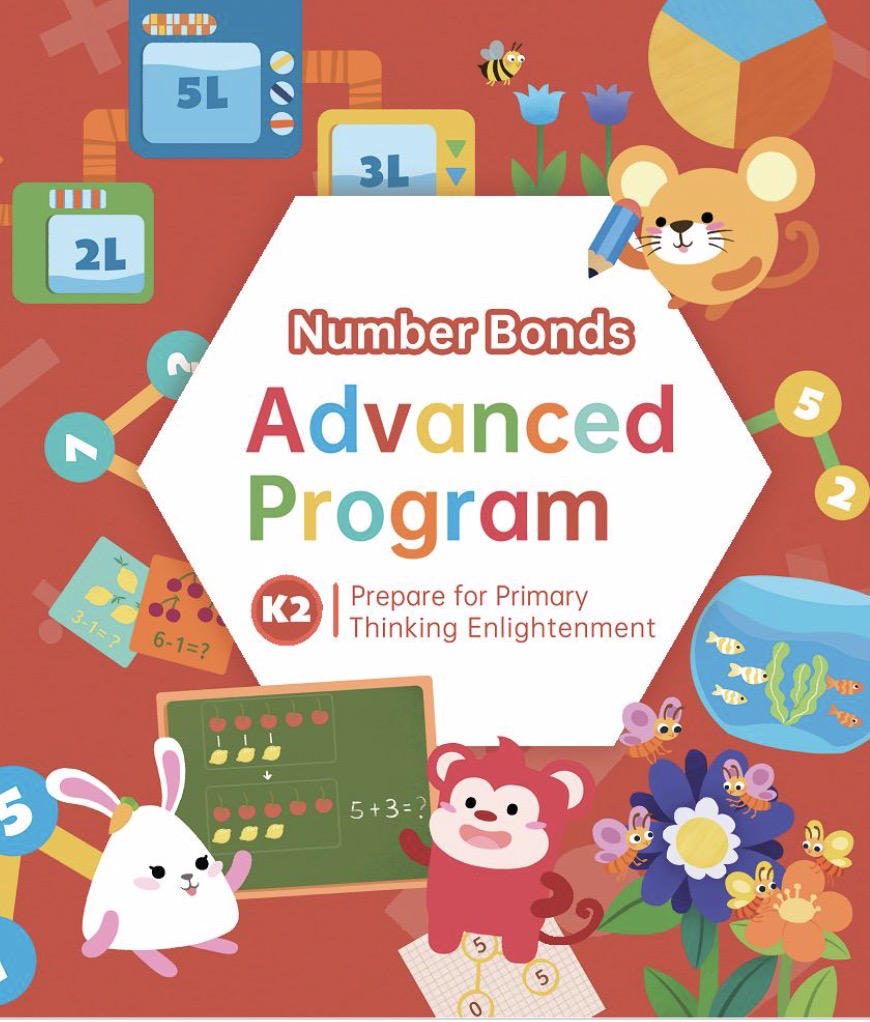 5L
3L
2L
Number Bonds
Advanced
Program
K2
Prepare for Primary
Thinking Enlightenment
2
7
5
2
3-1=?
6-1=?
5+3=?
5
5
5
0